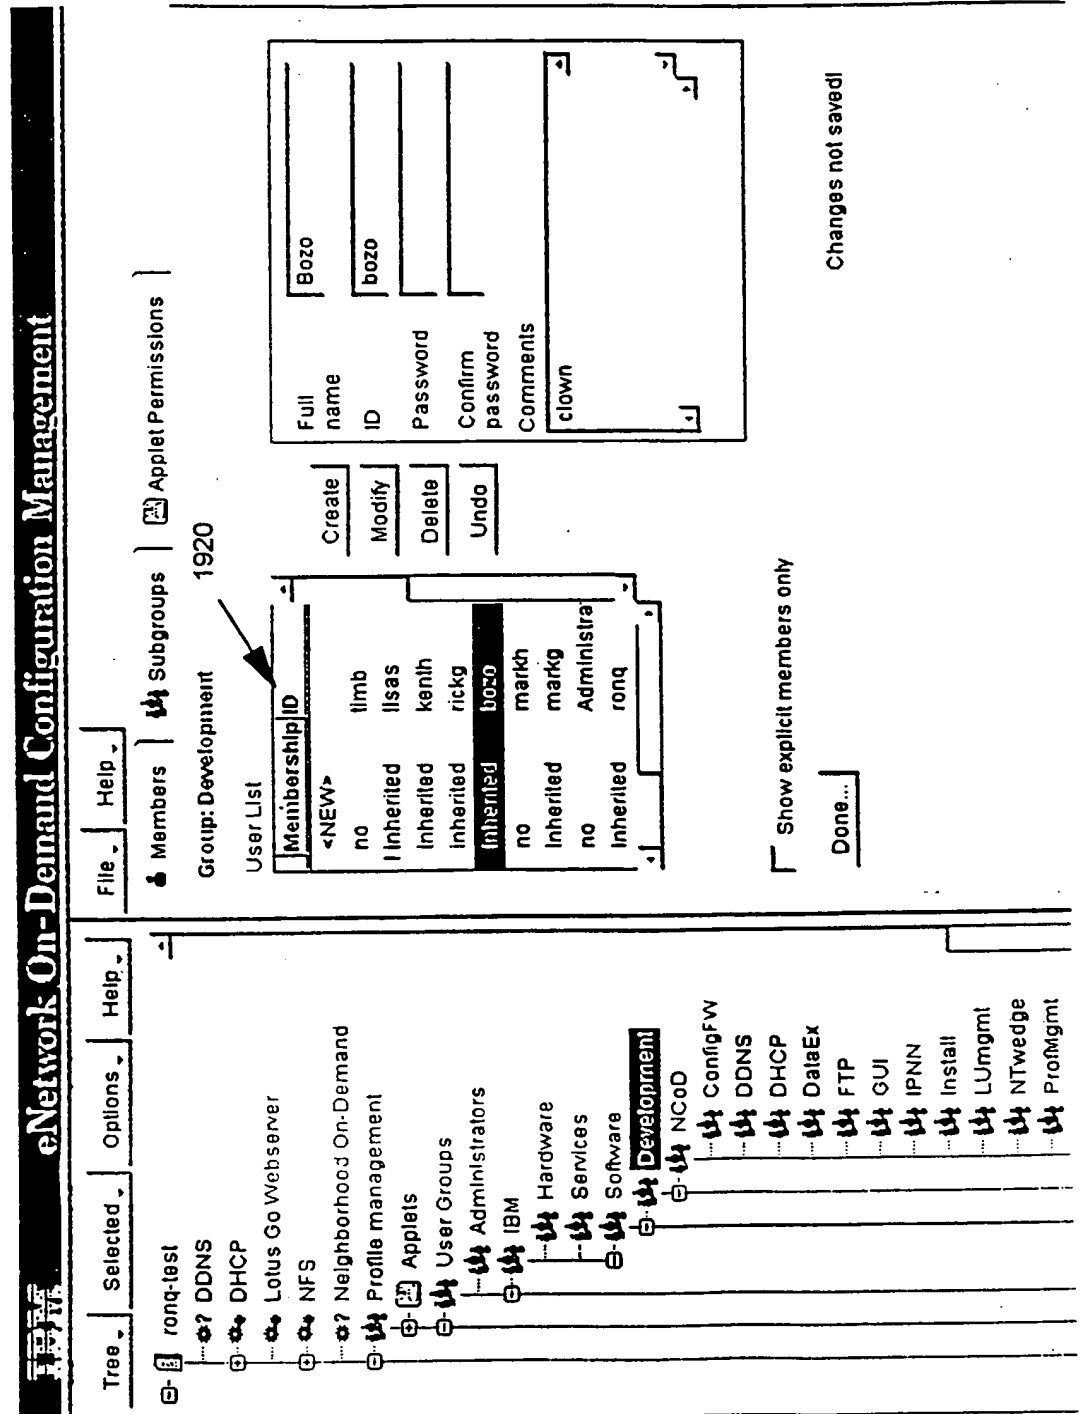 IBM
eNetwork On-Demand Configuration Management
Tree Selected Options Help
ronq-test
? DDNS
DHCP
Lotus Go Webserver
NFS
? Neighborhood On-Demand
Profile management
Applets
User Groups
Administrators
IBM
Hardware
Services
Software
Development
NCoD
ConfigFW
DDNS
DHCP
DataEx
FTP
GUI
IPNN
Install
LUmgmt
NTwedge
ProfMgmt
File Help
Members Subgroups Applet Permissions
Group: Development
1920
User List
Membership ID
<NEW>
no timb
Inherited lisas
Inherited kenth
Inherited rickg
Inherited bozo
no markh
Inherited markg
no Administra
Inherited ronq
Create
Modify
Delete
Undo
Full name Bozo
ID bozo
Password
Confirm password
Comments
clown
Show explicit members only
Done...
Changes not saved!